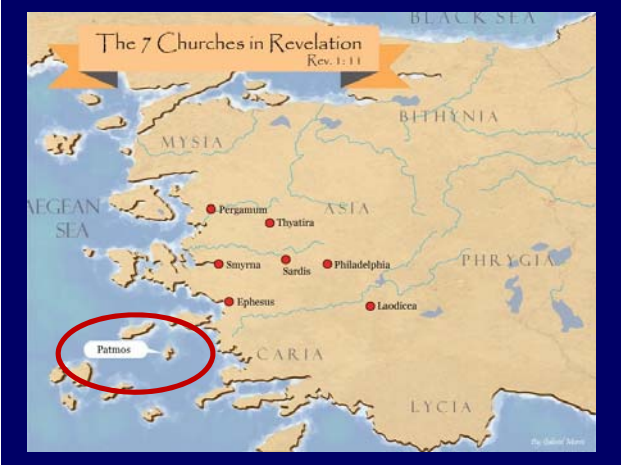 BLACK SEA
The 7 Churches in Revelation
Rev. 1:11
BITHYNIA
MYSIA
AEGEAN
SEA
Pergamum
ASIA
Thyatira
Smyrna
Sardis
Philadelphia
PHRYGIA
Ephesus
Laodicea
Patmos
CARIA
LYCIA